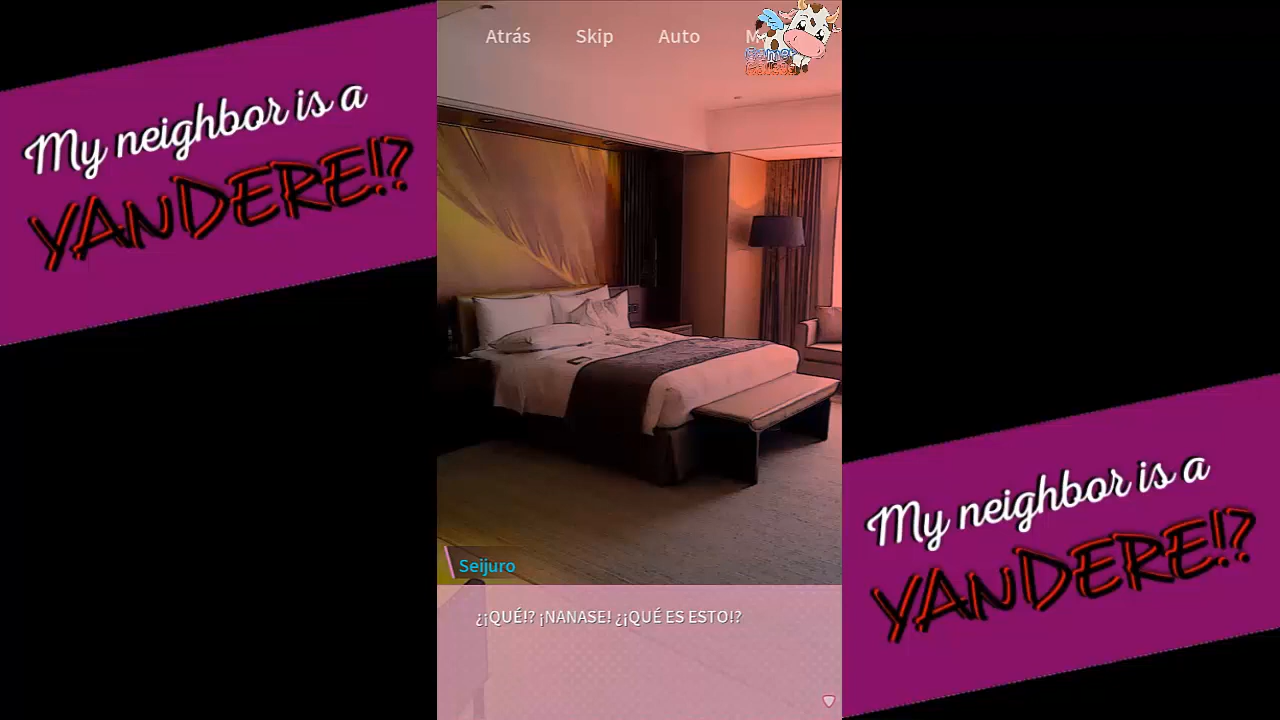 My neighbor is a
YANDERE!?
Atrás Skip Auto
Seijuro
¿¡QUÉ!? ¡NANASE! ¿¡QUÉ ES ESTO!?
My neighbor is a
YANDERE!?